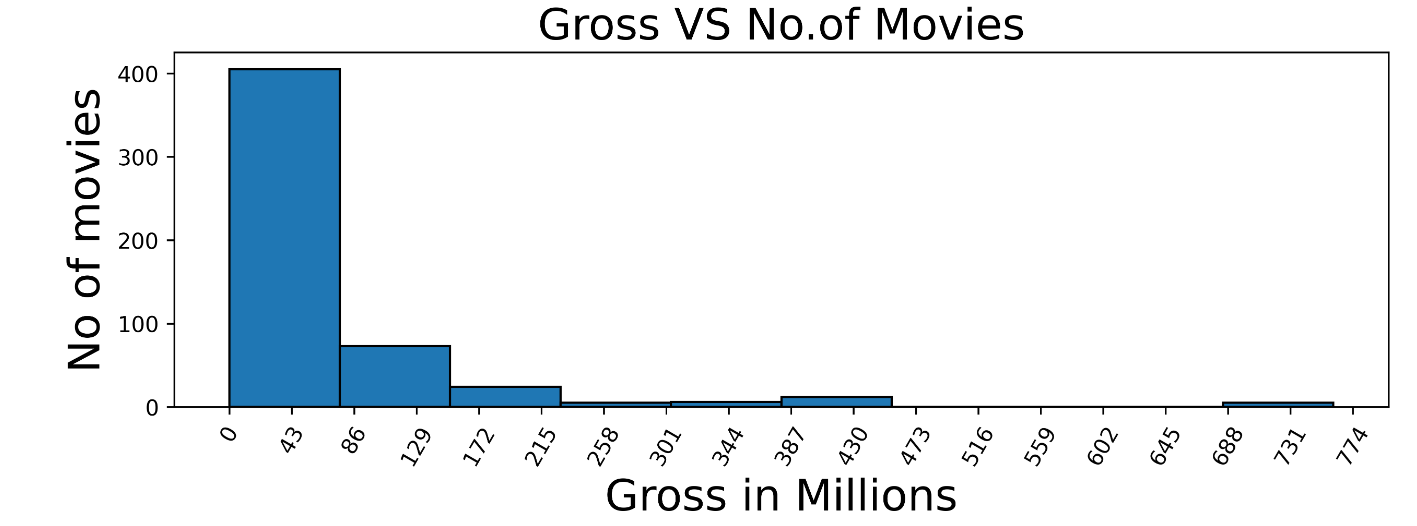 Gross VS No.of Movies
No of movies
400
300
200
100
0
0 43 86 129 172 215 258 301 344 387 430 473 516 559 602 645 688 731 774
Gross in Millions